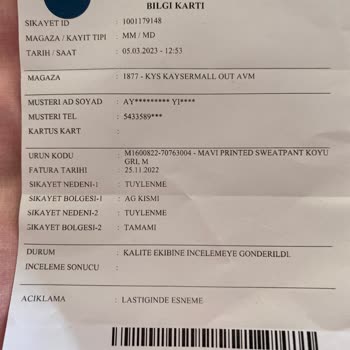 BILGI KARTI
SIKAYET ID : 1001179148
MAGAZA / KAYIT TIPI : MM / MD
TARIH / SAAT : 05.03.2023 - 12:53
MAGAZA : 1877 - KYS KAYSERMALL OUT AVM
MUSTERI AD SOYAD : AY********* YI****
MUSTERI TEL : 5433589***
KARTUS KART :
URUN KODU : M1600822-70763004 - MAVI PRINTED SWEATPANT KOYU
GRL M
FATURA TARIHI : 25.11.2022
SIKAYET NEDENI-1 : TUYLENME
SIKAYET BOLGESI-1 : AG KISMI
SIKAYET NEDENI-2 : TUYLENME
SIKAYET BOLGESI-2 : TAMAMI
DURUM : KALITE EKIBINE INCELEMEYE GONDERILDI.
INCELEME SONUCU :
ACIKLAMA : LASTIGINDE ESNEME